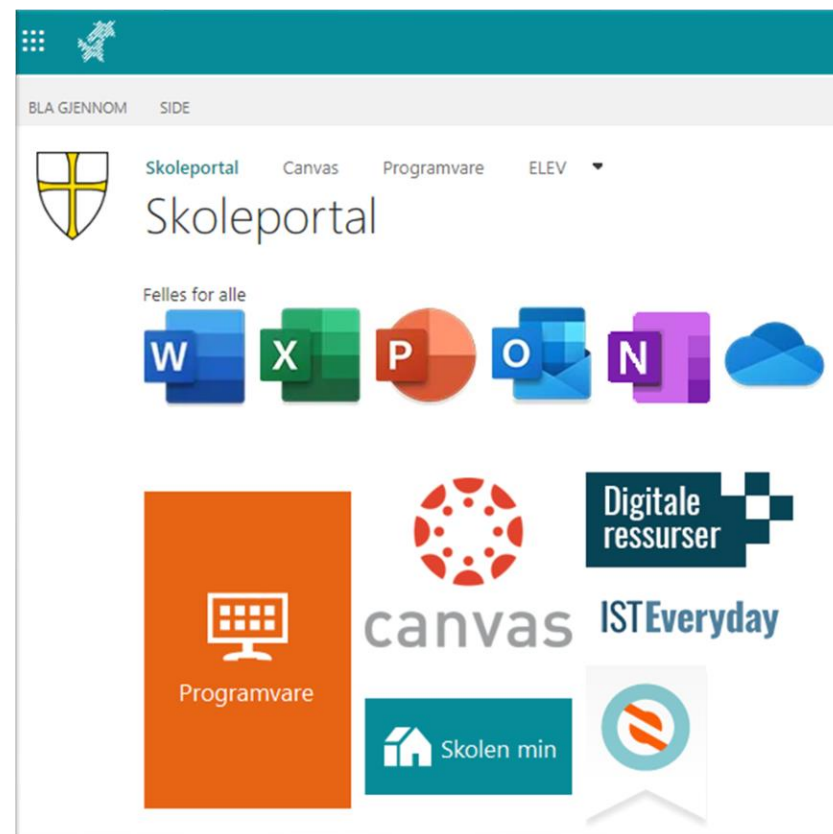 BLA GJENNOM SIDE
Skoleportal Canvas Programvare ELEV
Skoleportal
Felles for alle
W X P O N
Digitale
ressurser
canvas
ISTEveryday
Programvare
Skolen min